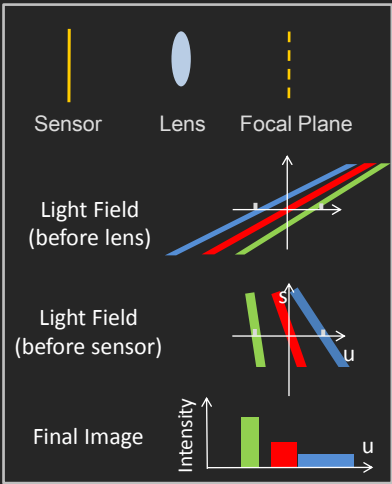 Sensor Lens Focal Plane
Light Field
(before lens)
Light Field
(before sensor)
s
u
Final Image
Intensity
u